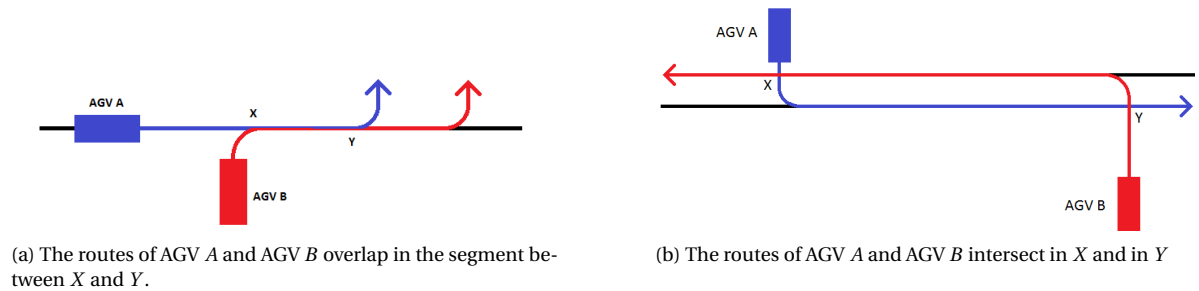 AGV A
X
Y
AGV B
(a) The routes of AGV A and AGV B overlap in the segment be-
tween X and Y.
AGV A
X
Y
AGV B
(b) The routes of AGV A and AGV B intersect in X and in Y